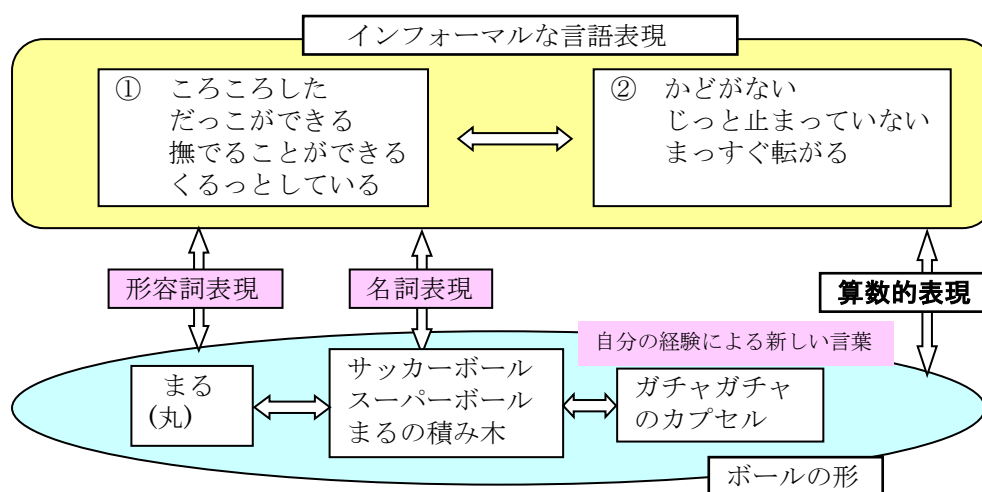 インフォーマルな言語表現
① ころころした
だっこができる
撫でることができる
くるっとしている
② かどがない
じっと止まっていない
まっすぐ転がる
形容詞表現
名詞表現
算数的表現
自分の経験による新しい言葉
まる
(丸)
サッカーボール
スーパーボール
まるの積み木
ガチャガチャ
のカプセル
ボールの形